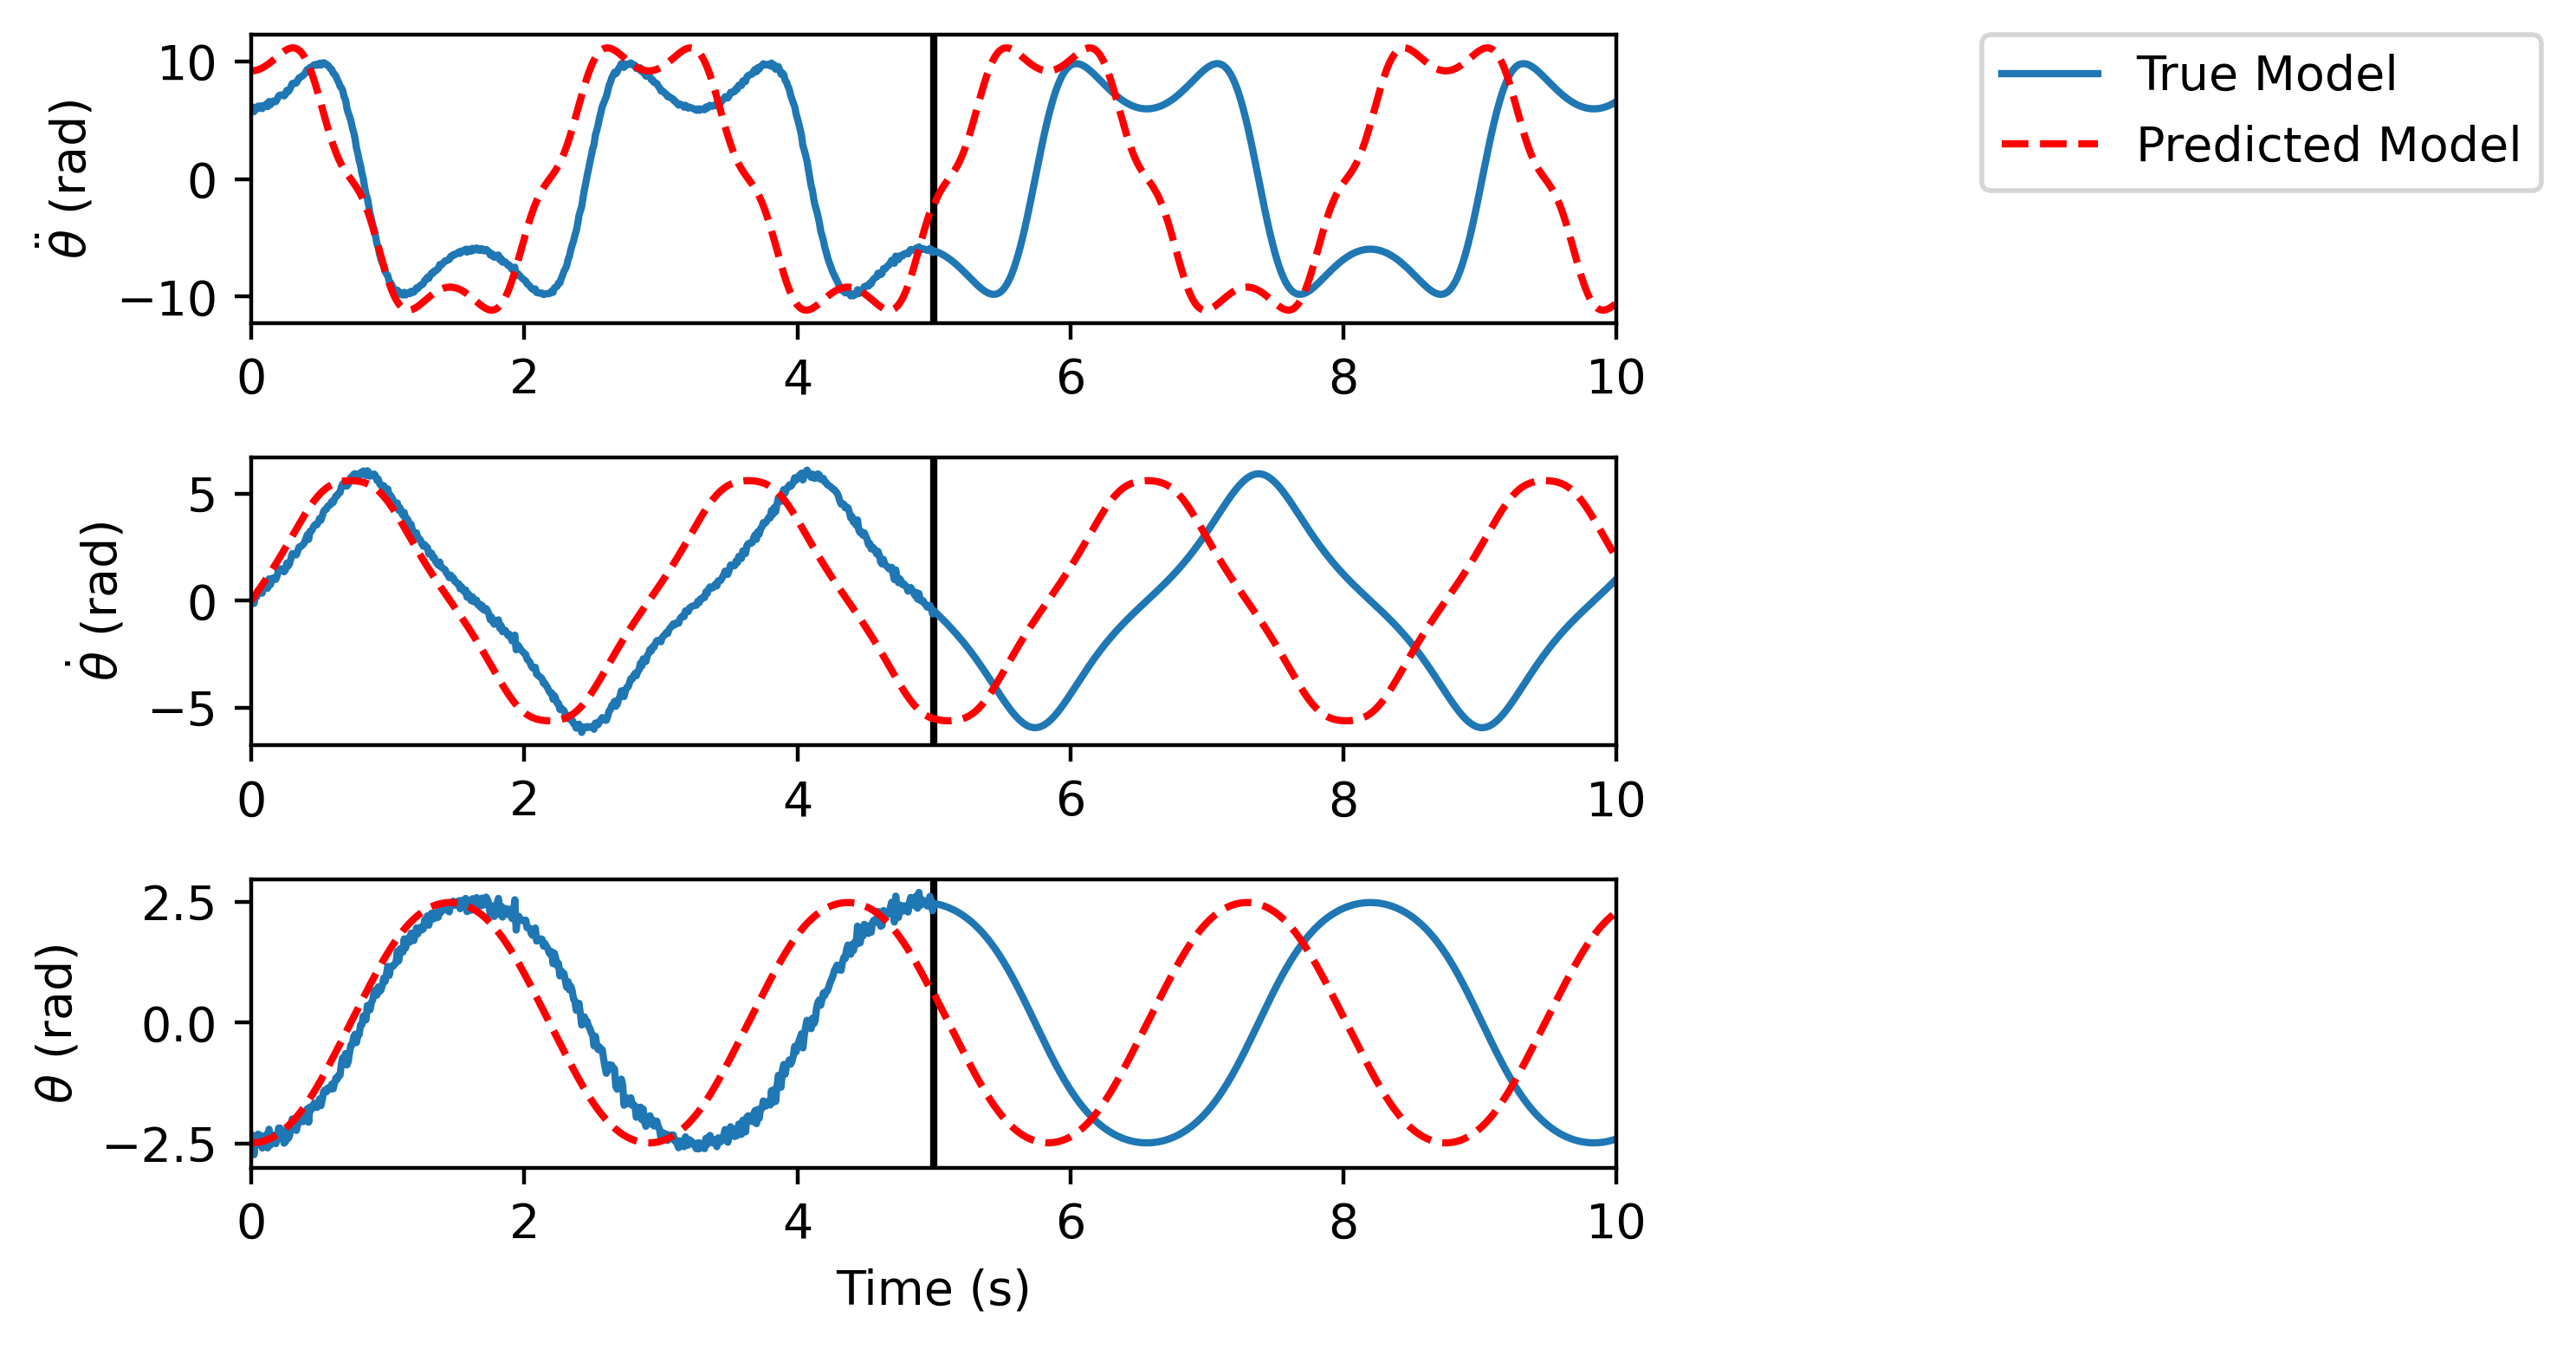 10
0
−10
θ̈ (rad)
0 2 4 6 8 10
True Model
Predicted Model
5
0
−5
θ̇ (rad)
0 2 4 6 8 10
2.5
0.0
−2.5
θ (rad)
0 2 4 6 8 10
Time (s)